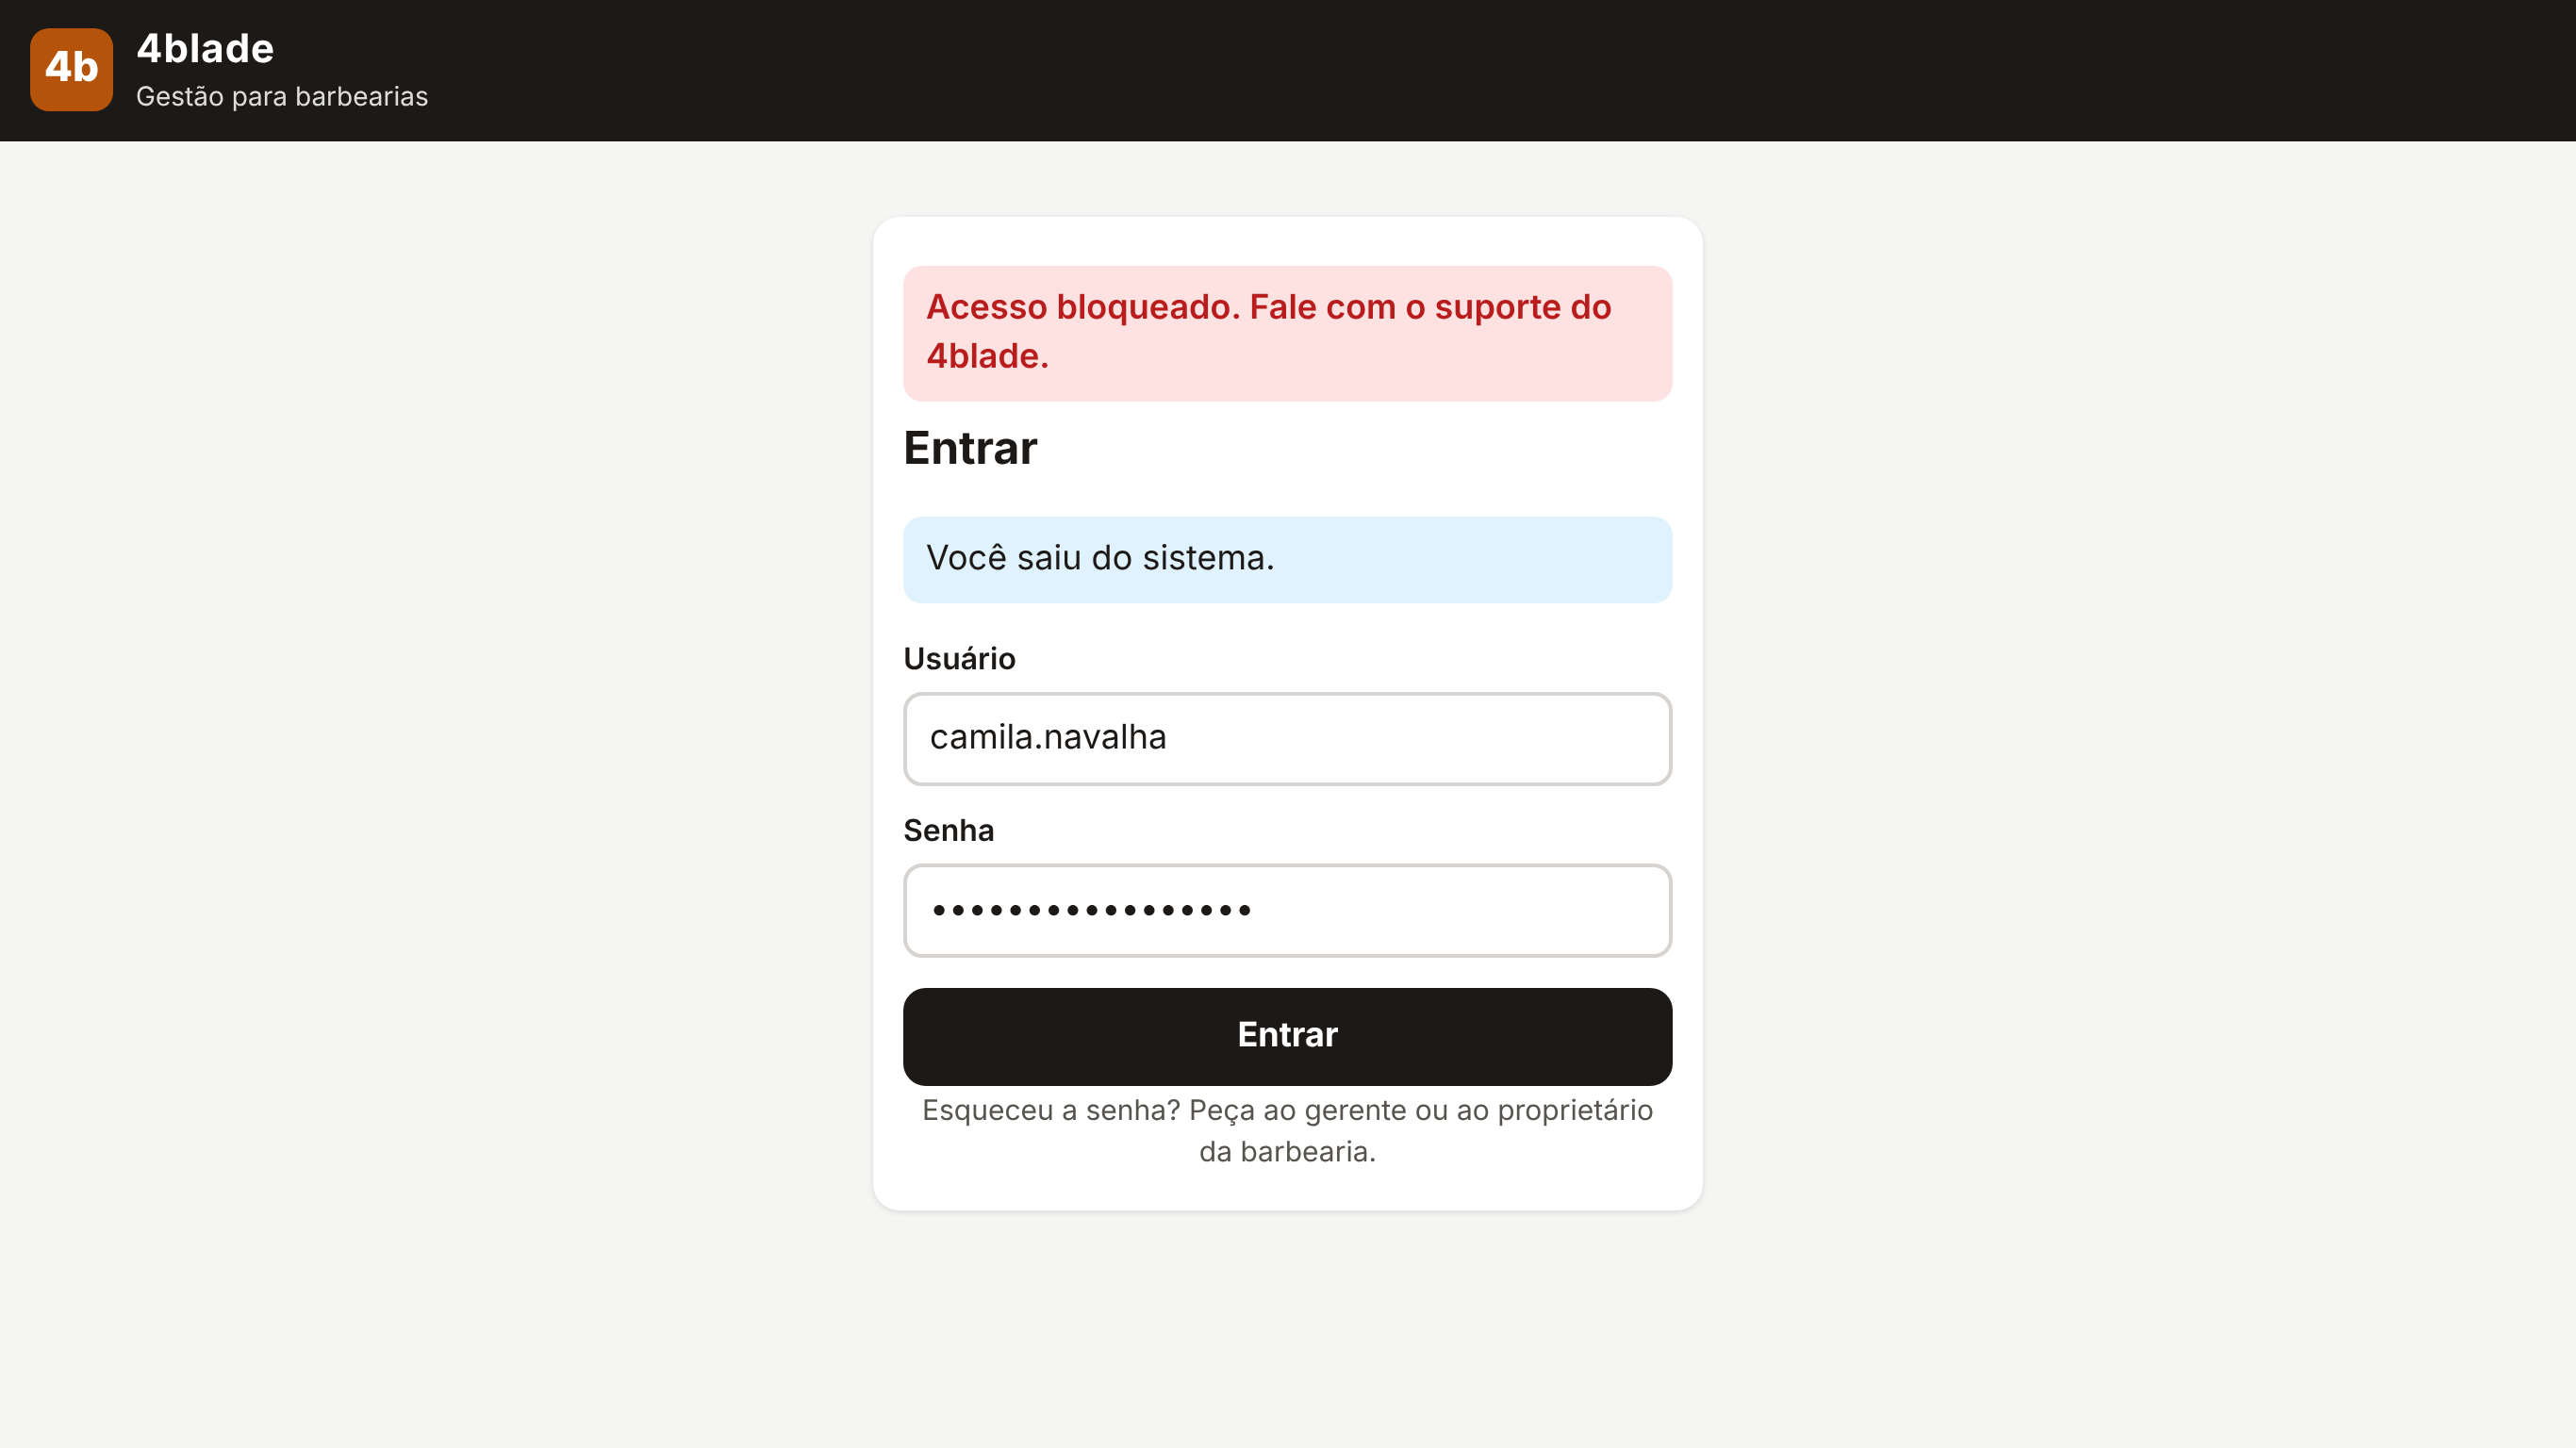 4b
4blade
Gestão para barbearias
Acesso bloqueado. Fale com o suporte do
4blade.
Entrar
Você saiu do sistema.
Usuário
camila.navalha
Senha
•••••••••••••••••
Entrar
Esqueceu a senha? Peça ao gerente ou ao proprietário
da barbearia.